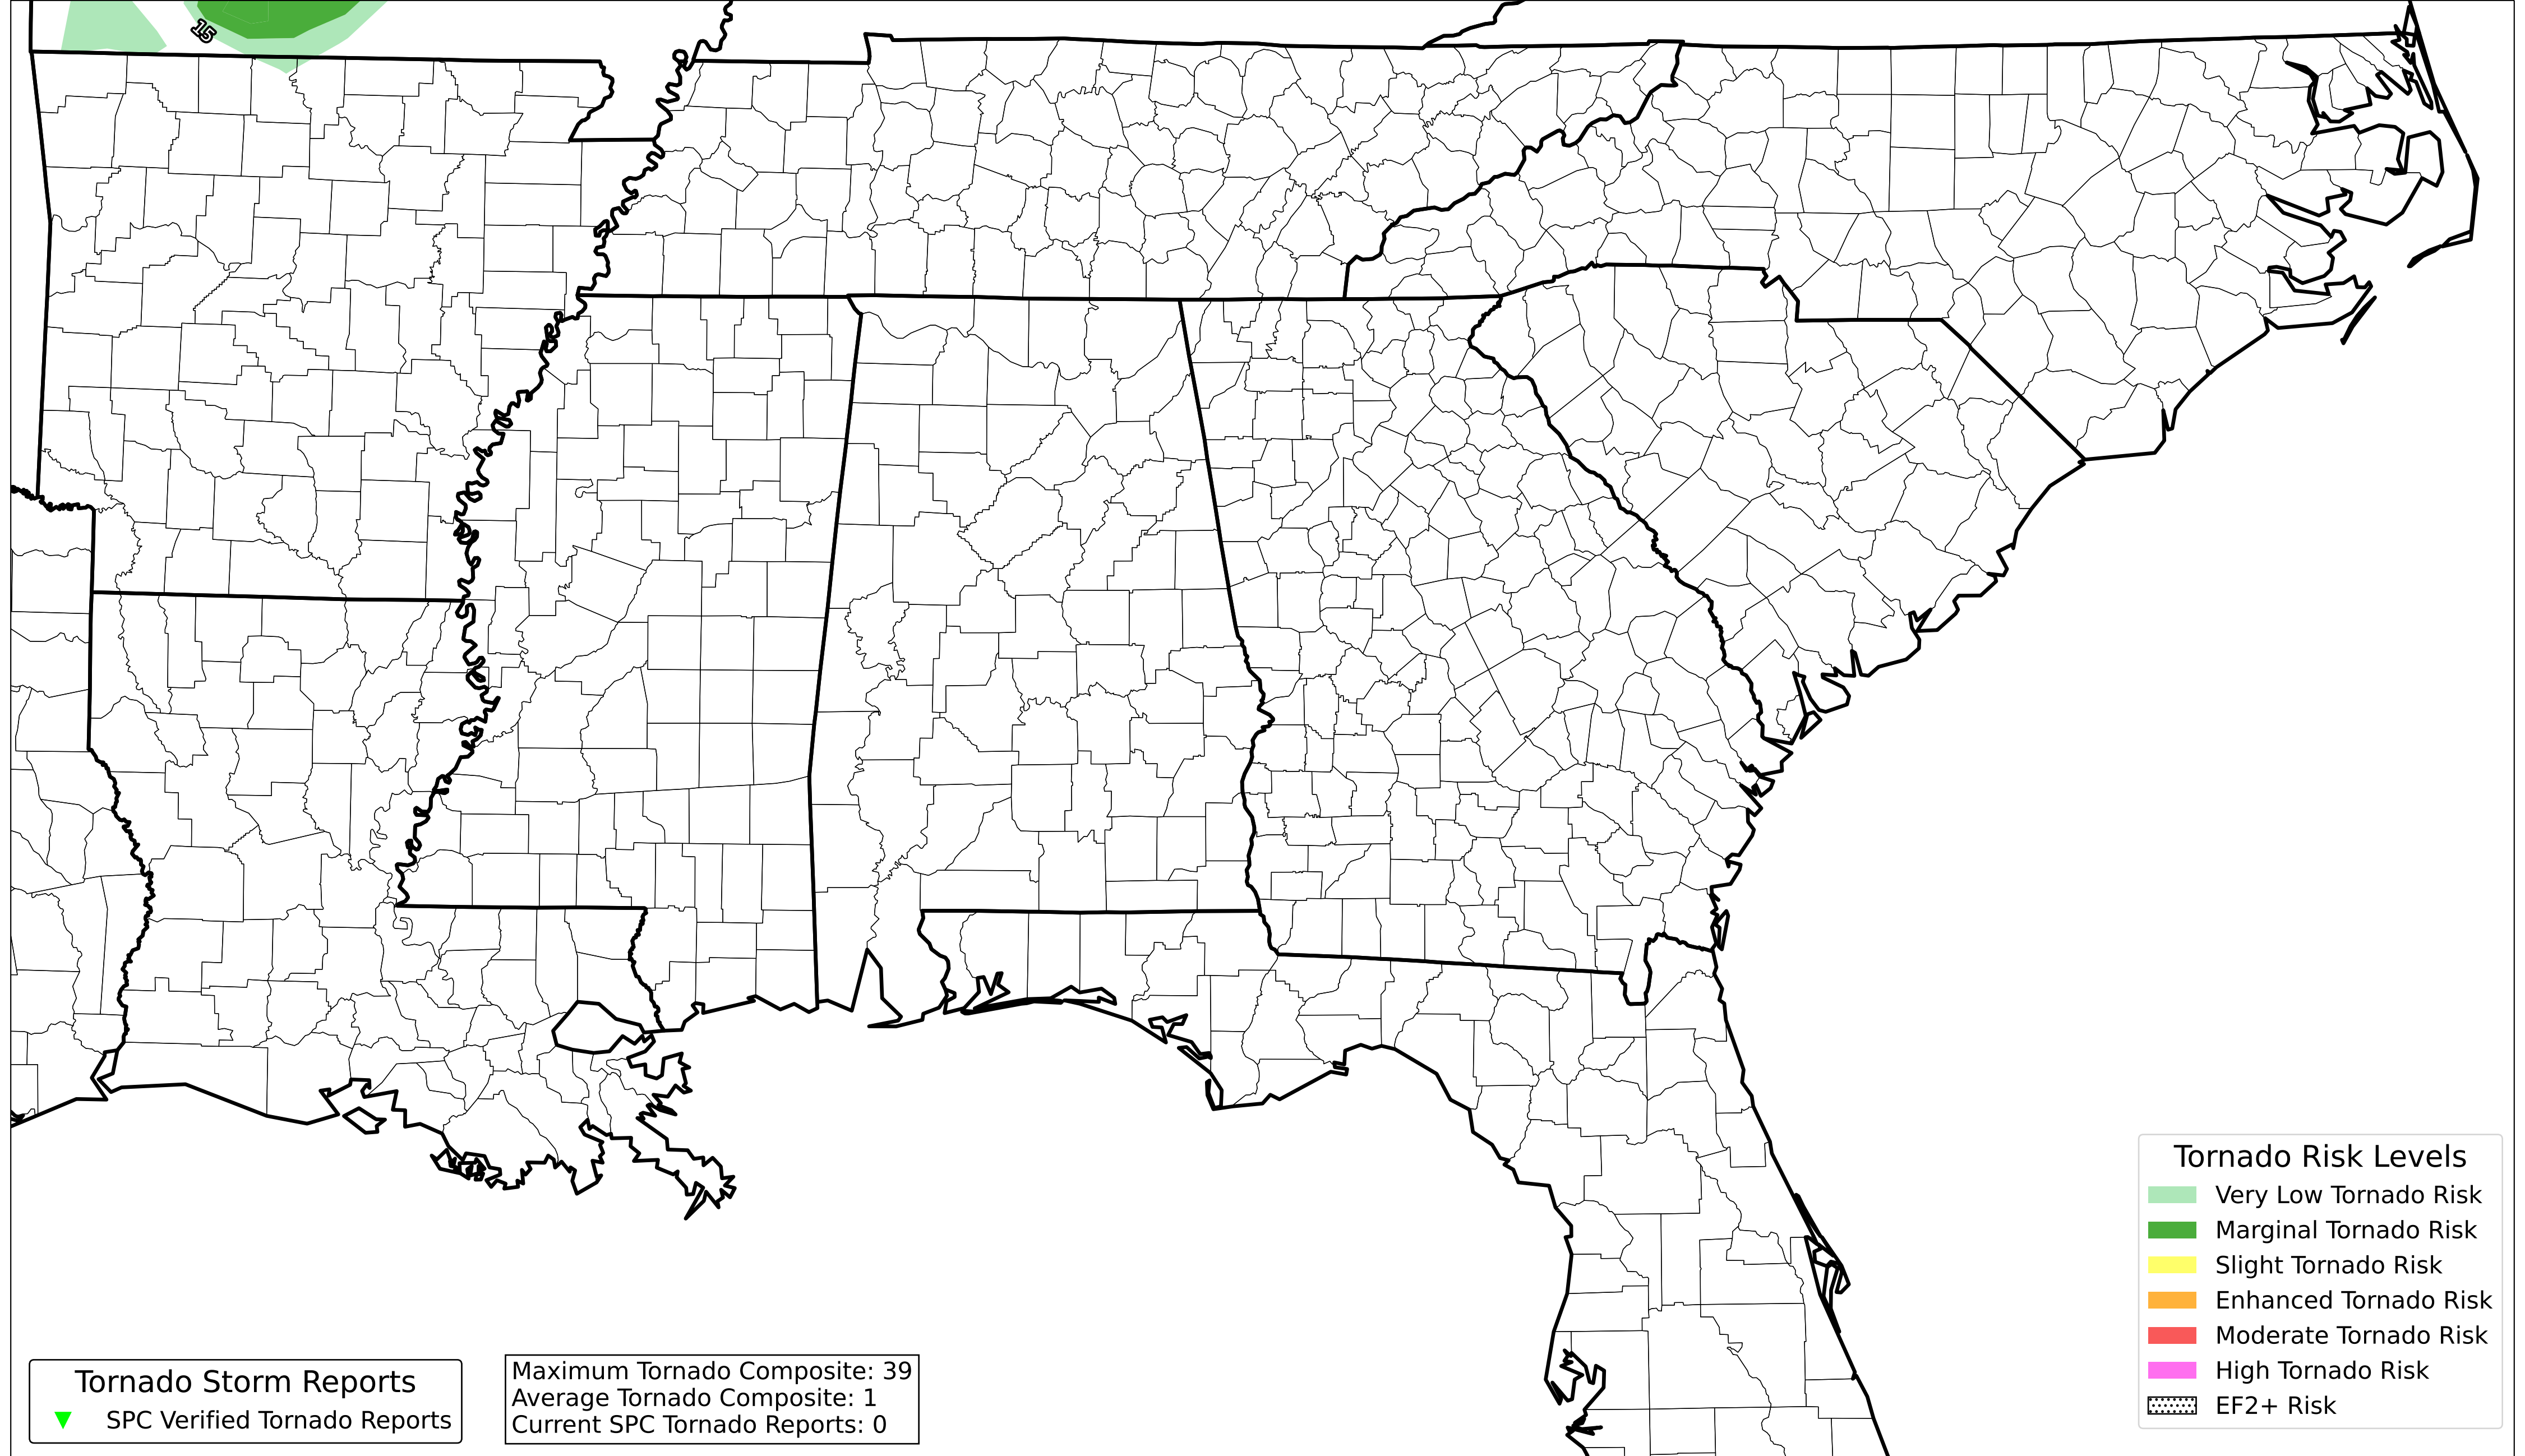 15
Tornado Risk Levels
Very Low Tornado Risk
Marginal Tornado Risk
Slight Tornado Risk
Enhanced Tornado Risk
Moderate Tornado Risk
High Tornado Risk
EF2+ Risk
Tornado Storm Reports
SPC Verified Tornado Reports
Maximum Tornado Composite: 39
Average Tornado Composite: 1
Current SPC Tornado Reports: 0